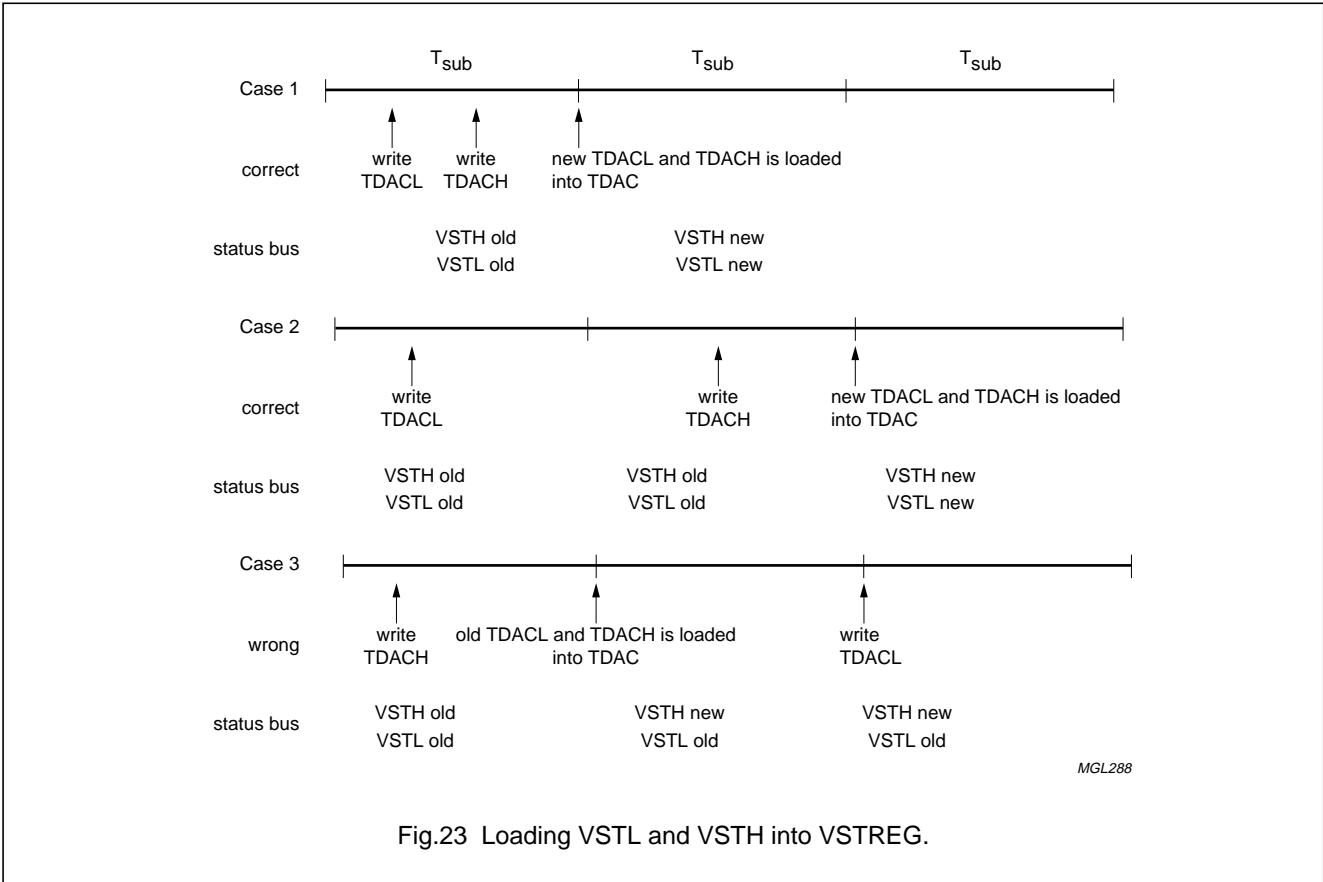 Tsub Tsub Tsub
Case 1
correct
write
TDACL
write
TDACH
new TDACL and TDACH is loaded
into TDAC
status bus
VSTH old
VSTL old
VSTH new
VSTL new
Case 2
correct
write
TDACL
write
TDACH
new TDACL and TDACH is loaded
into TDAC
status bus
VSTH old
VSTL old
VSTH old
VSTL old
VSTH new
VSTL new
Case 3
wrong
write
TDACH
old TDACL and TDACH is loaded
into TDAC
write
TDACL
status bus
VSTH old
VSTL old
VSTH new
VSTL old
VSTH new
VSTL old
MGL288
Fig.23 Loading VSTL and VSTH into VSTREG.